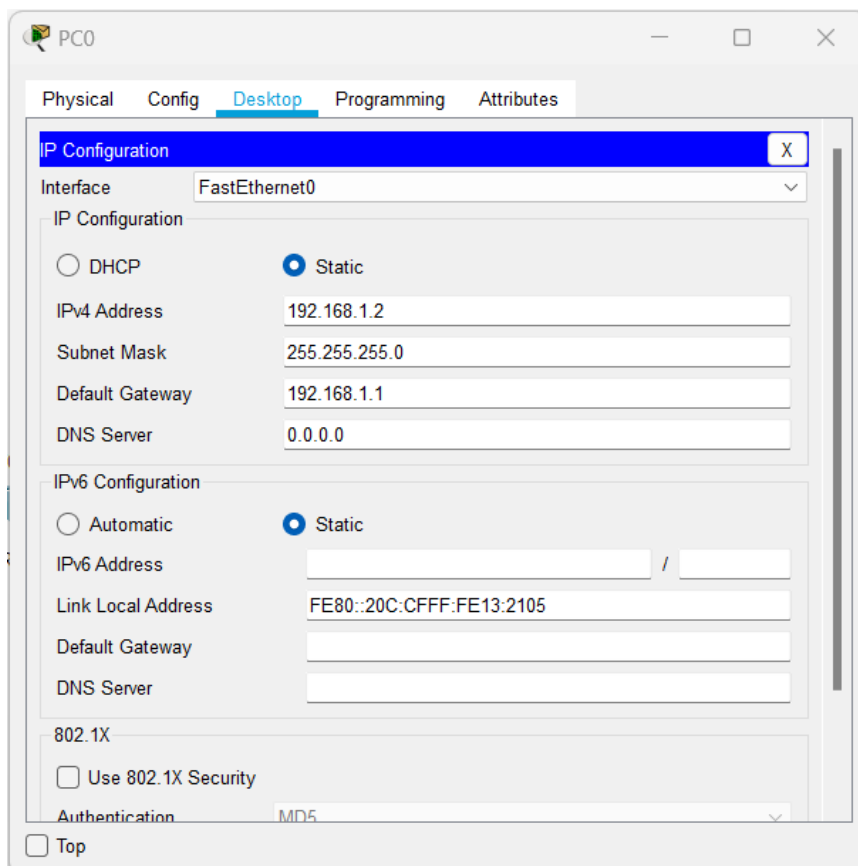 PC0
Physical Config Desktop Programming Attributes
IP Configuration X
Interface FastEthernet0
IP Configuration
DHCP Static
IPv4 Address 192.168.1.2
Subnet Mask 255.255.255.0
Default Gateway 192.168.1.1
DNS Server 0.0.0.0
IPv6 Configuration
Automatic Static
IPv6 Address /
Link Local Address FE80::20C:CFFF:FE13:2105
Default Gateway
DNS Server
802.1X
Use 802.1X Security
Authentication MD5
Top